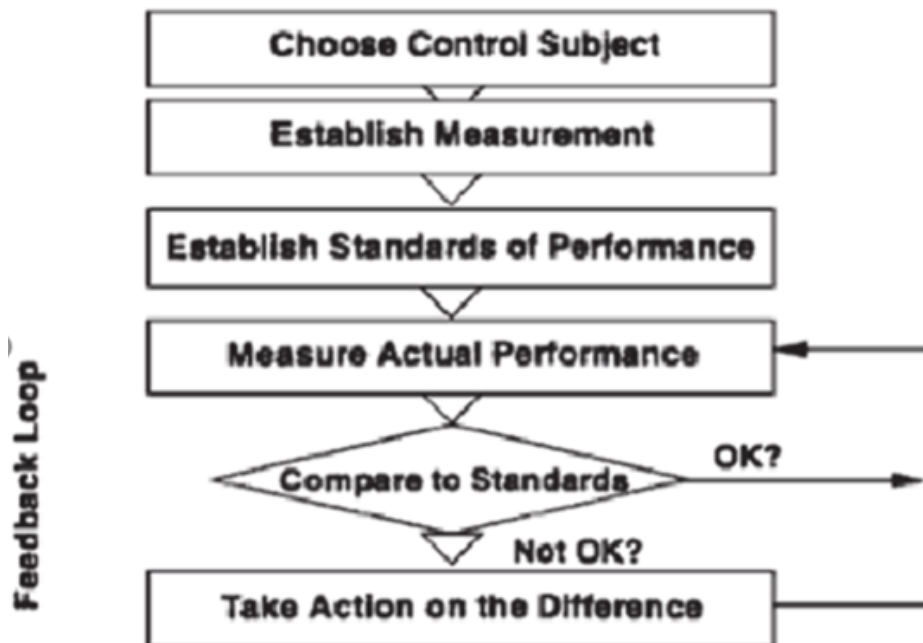 Choose Control Subject
Establish Measurement
Establish Standards of Performance
Measure Actual Performance
Compare to Standards
OK?
Not OK?
Take Action on the Difference
Feedback Loop